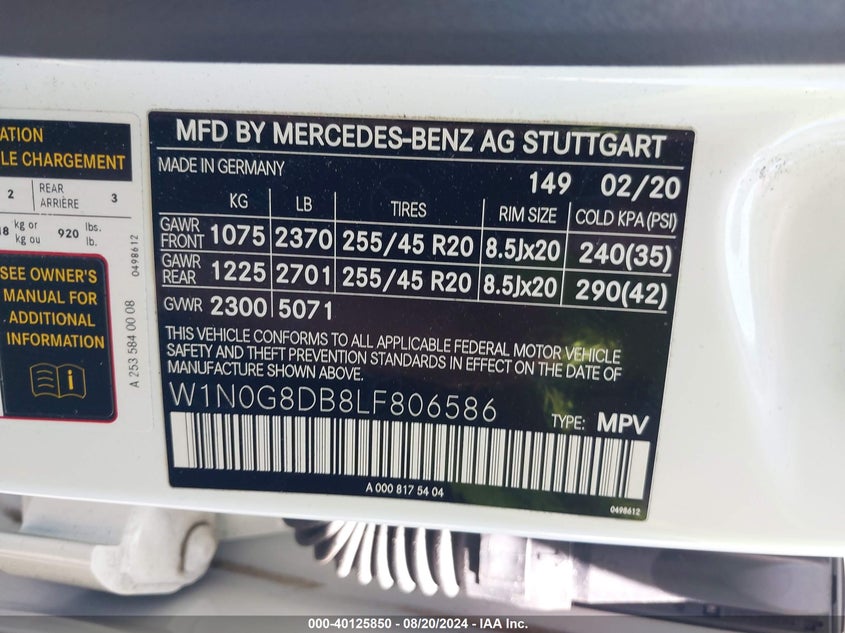 ATION
LE CHARGEMENT
2 REAR ARRIÈRE 3
kg or kg ou 920 lbs. lb.
SEE OWNER'S
MANUAL FOR
ADDITIONAL
INFORMATION
A 253 584 00 08
0498612
MFD BY MERCEDES-BENZ AG STUTTGART
MADE IN GERMANY
149 02/20
KG LB TIRES RIM SIZE COLD KPA (PSI)
GAWR FRONT 1075 2370 255/45 R20 8.5Jx20 240(35)
GAWR REAR 1225 2701 255/45 R20 8.5Jx20 290(42)
GVWR 2300 5071
THIS VEHICLE CONFORMS TO ALL APPLICABLE FEDERAL MOTOR VEHICLE
SAFETY AND THEFT PREVENTION STANDARDS IN EFFECT ON THE DATE OF
MANUFACTURE SHOWN ABOVE.
W1N0G8DB8LF806586
TYPE: MPV
A 000 817 54 04
0498612
000-40125850 / 08/20/2024 - IAA Inc.